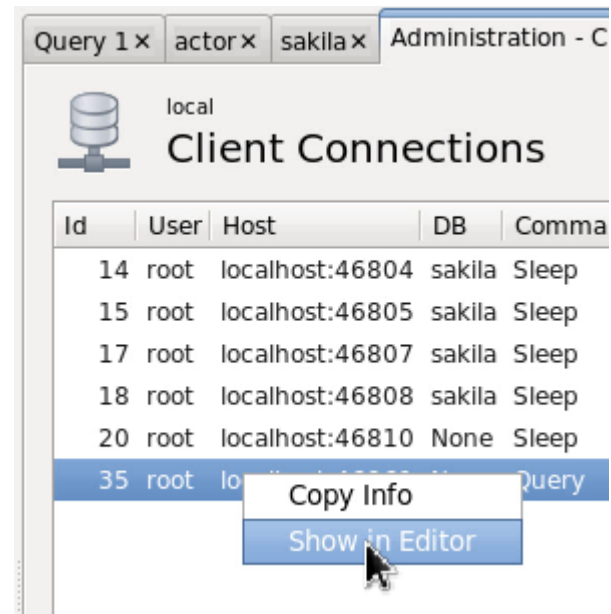 Query 1× actor× sakila× Administration - C
local
Client Connections
Id User Host DB Comma
14 root localhost:46804 sakila Sleep
15 root localhost:46805 sakila Sleep
17 root localhost:46807 sakila Sleep
18 root localhost:46808 sakila Sleep
20 root localhost:46810 None Sleep
35 root Query
Copy Info
Show in Editor